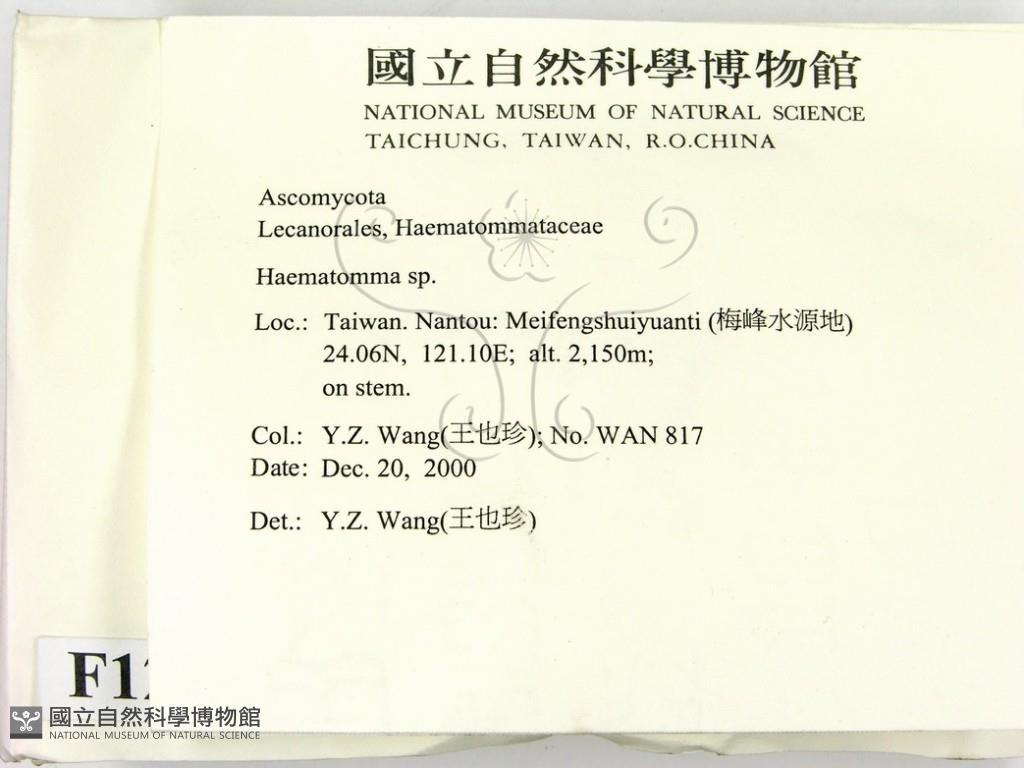 國立自然科學博物館
NATIONAL MUSEUM OF NATURAL SCIENCE
TAICHUNG, TAIWAN, R.O.CHINA
Ascomycota
Lecanorales, Haematommataceae
Haematomma sp.
Loc.: Taiwan. Nantou: Meifengshuiyuanti (梅峰水源地)
24.06N, 121.10E; alt. 2,150m;
on stem.
Col.: Y.Z. Wang(王也珍); No. WAN 817
Date: Dec. 20, 2000
Det.: Y.Z. Wang(王也珍)
國立自然科學博物館
NATIONAL MUSEUM OF NATURAL SCIENCE